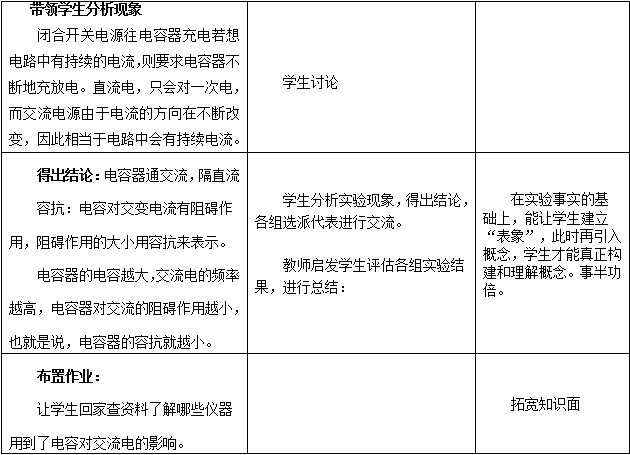 带领学生分析现象
闭合开关电源往电容器充电若想
电路中有持续的电流，则要求电容器不
断地充放电。直流电，只会对一次电，
而交流电源由于电流的方向在不断改
变，因此相当于电路中会有持续电流。
学生讨论
得出结论：电容器通交流，隔直流
容抗：电容对交变电流有阻碍作
用，阻碍作用的大小用容抗来表示。
电容器的电容越大，交流电的频率
越高，电容器对交流的阻碍作用越小，
也就是说，电容器的容抗就越小。
学生分析实验现象，得出结论，
各组选派代表进行交流。
教师启发学生评估各组实验结
果，进行总结：
在实验事实的基
础上，能让学生建立
“表象”，此时再引入
概念，学生才能真正构
建和理解概念。事半功
倍。
布置作业：
让学生回家查资料了解哪些仪器
用到了电容对交流电的影响。
拓宽知识面